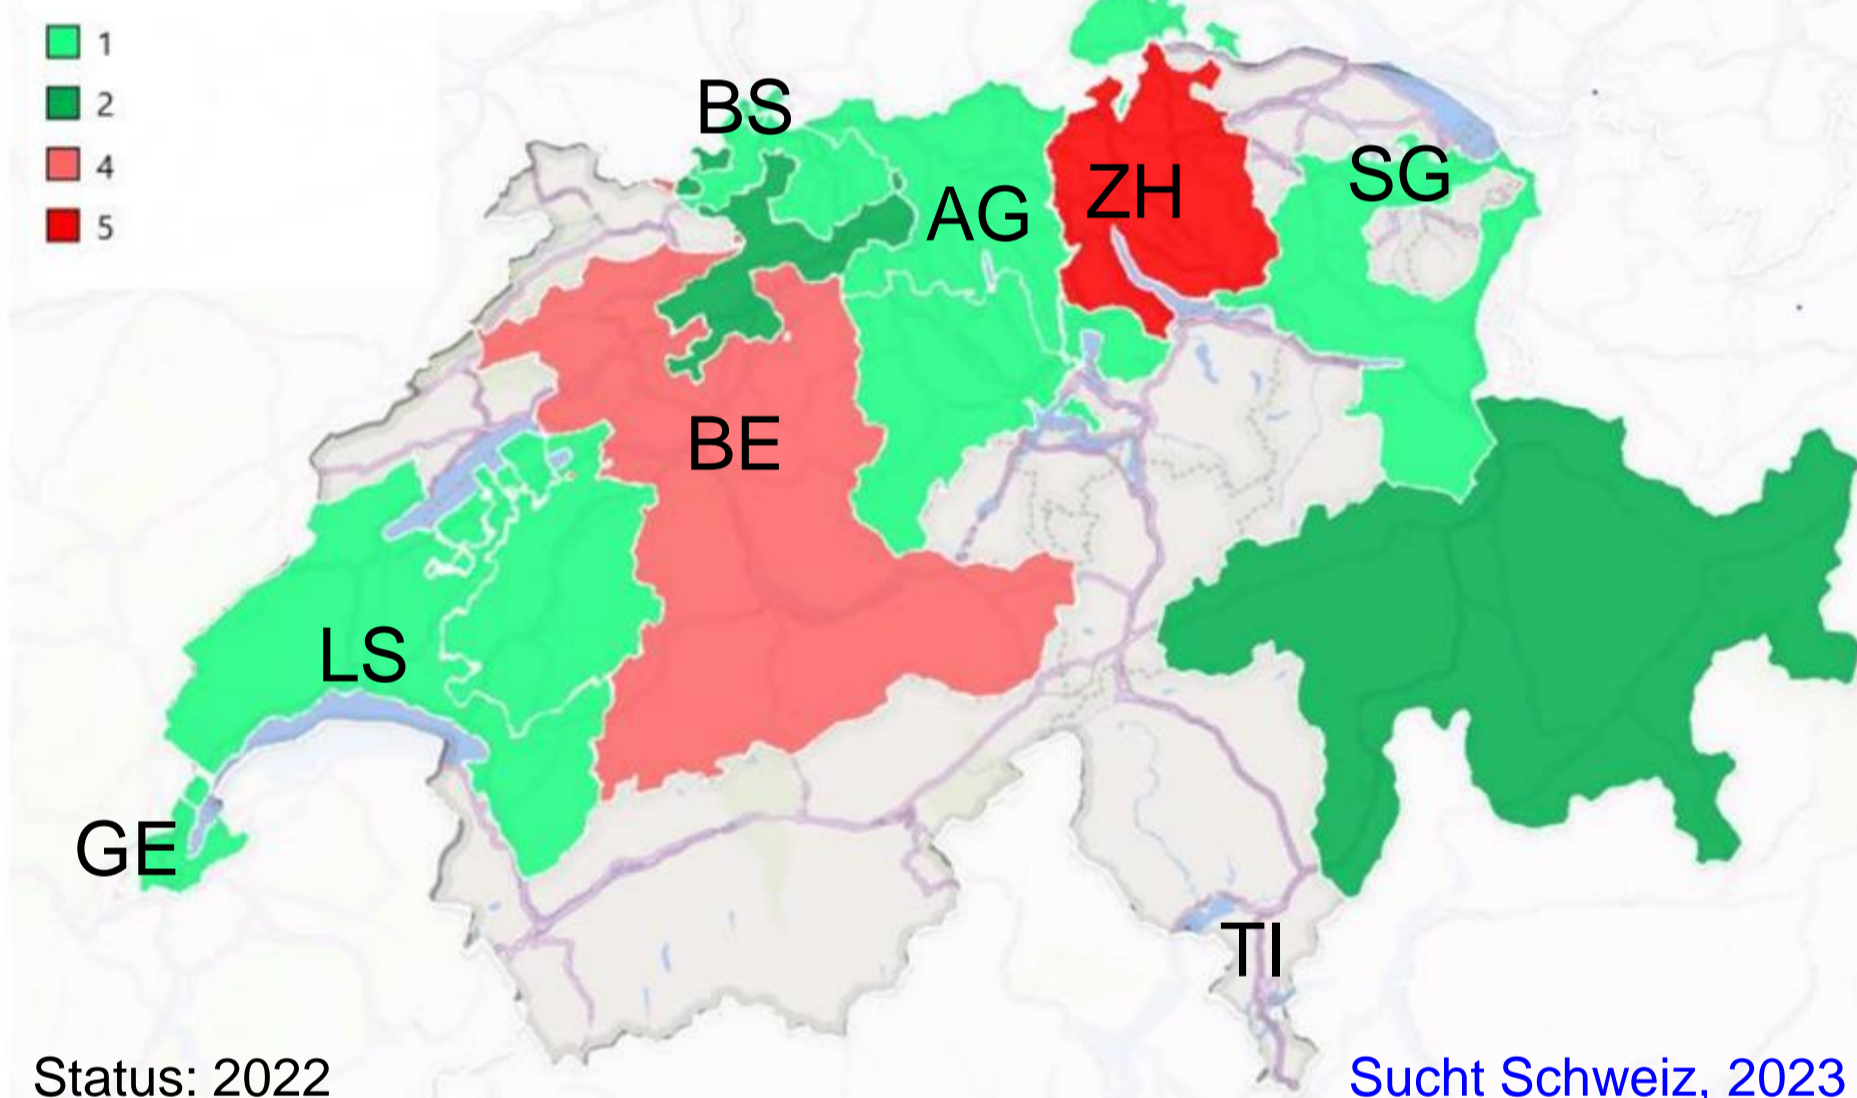 1
2
4
5
BS
AG
ZH
SG
BE
LS
GE
TI
Status: 2022
Sucht Schweiz, 2023